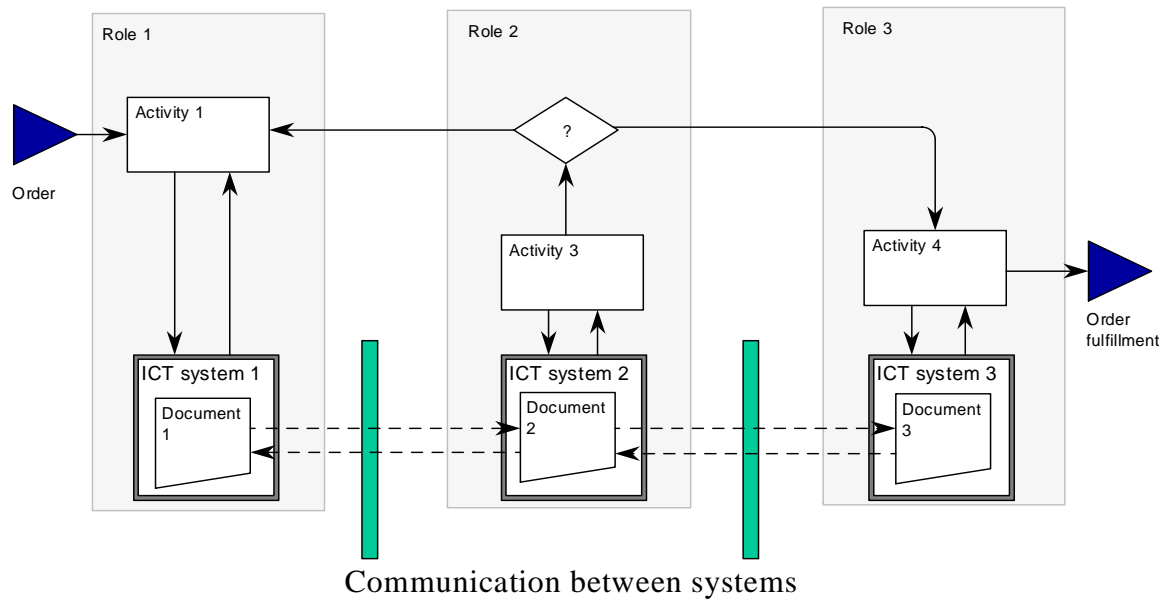 Role 1
Role 2
Role 3
Activity 1
?
Order
Activity 3
Activity 4
Order
fulfillment
ICT system 1
Document
1
ICT system 2
Document
2
ICT system 3
Document
3
Communication between systems